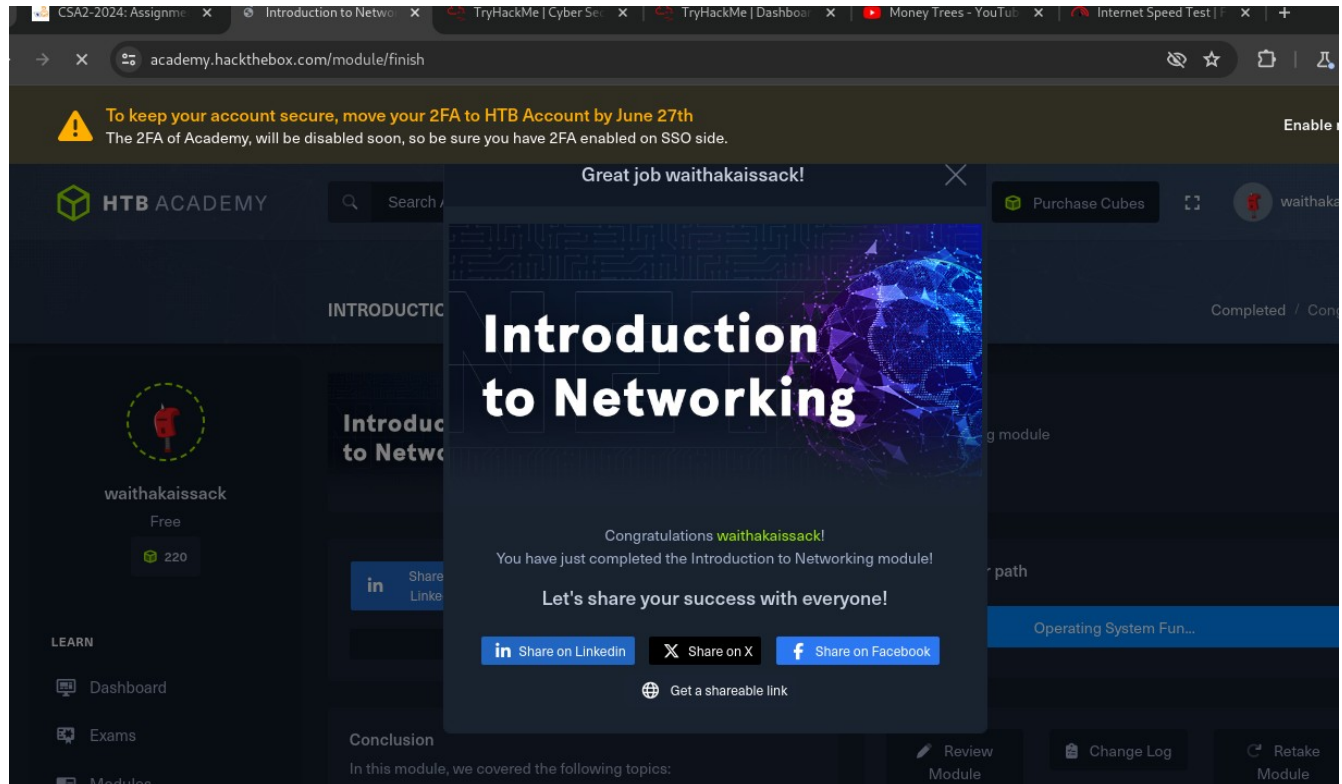 CSA2-2024: Assignme
Introduction to Netwo
TryHackMe | Cyber Sec
TryHackMe | Dashboar
Money Trees - YouTub
Internet Speed Test | F
academy.hackthebox.com/module/finish
To keep your account secure, move your 2FA to HTB Account by June 27th
The 2FA of Academy, will be disabled soon, so be sure you have 2FA enabled on SSO side.
Enable
HTB ACADEMY
Search
Great job waithakaissack!
Purchase Cubes
waithaka
INTRODUCTIO
Completed / Cong
Introduction
to Networking
Introduc
to Netwo
g module
waithakaissack
Free
220
Congratulations waithakaissack!
You have just completed the Introduction to Networking module!
Share
Linke
path
Let's share your success with everyone!
Operating System Fun...
LEARN
Share on Linkedin
Share on X
Share on Facebook
Dashboard
Get a shareable link
Exams
Conclusion
Review
Module
Change Log
Retake
Module
In this module, we covered the following topics:
Modules